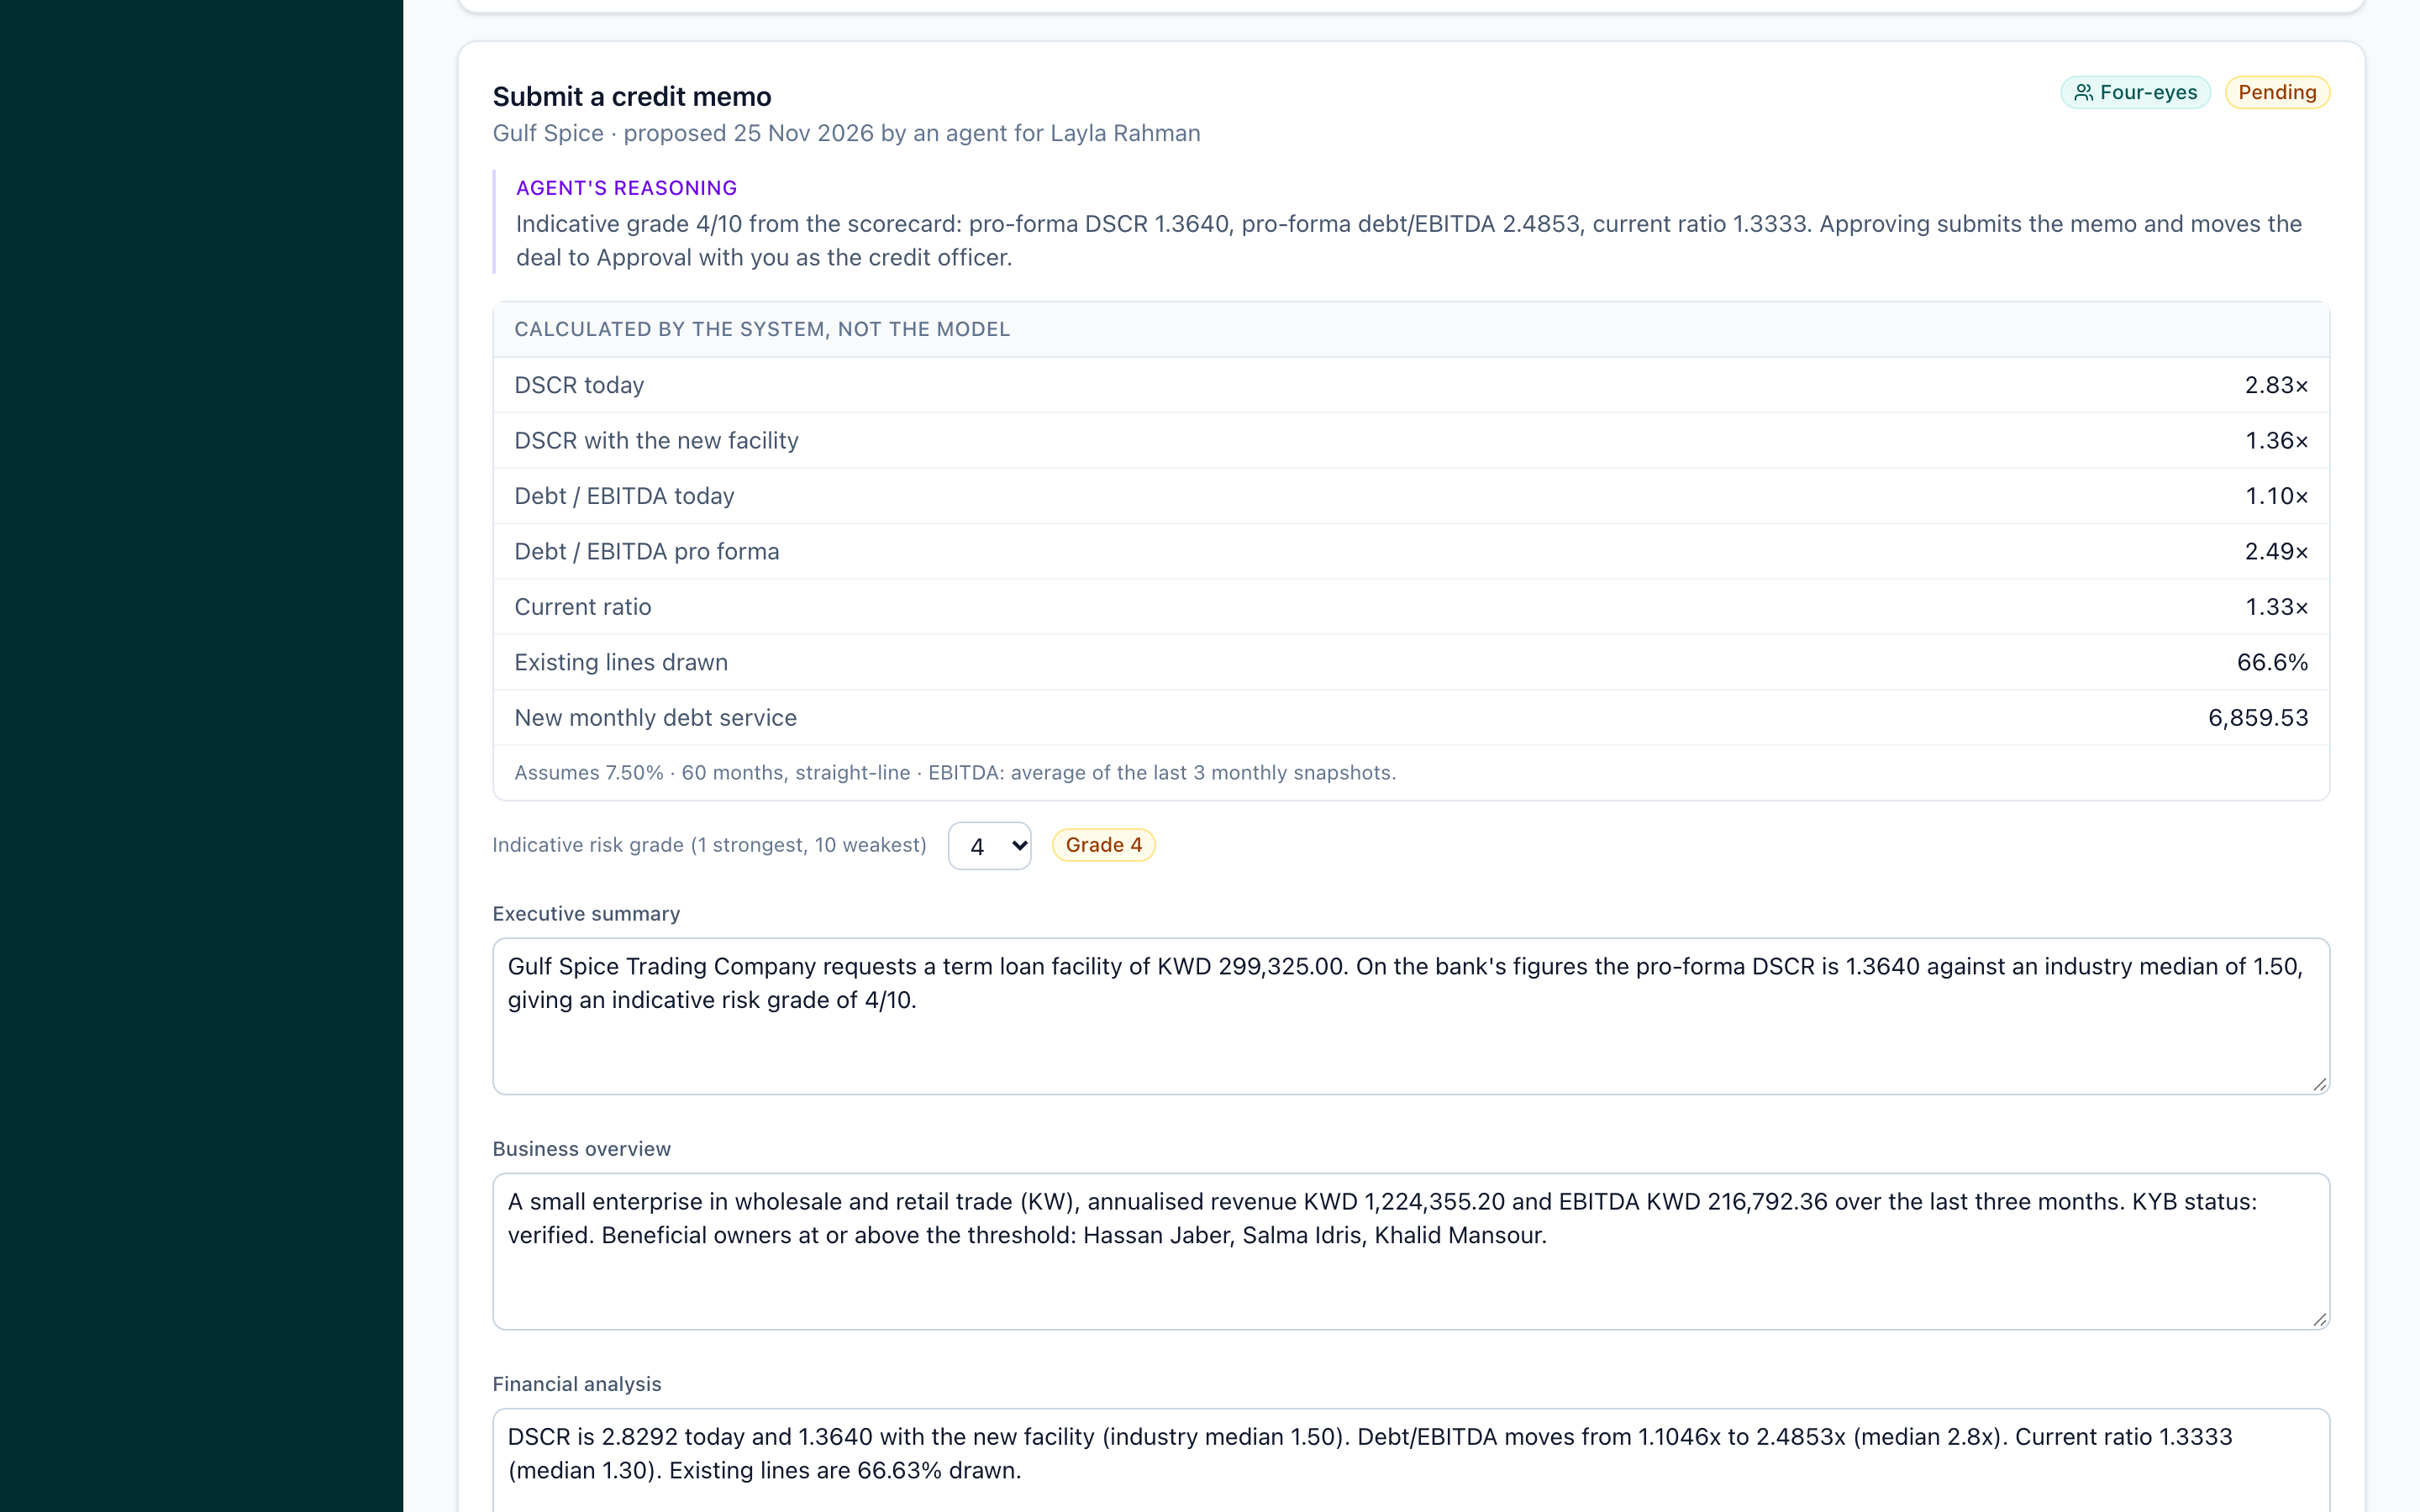 Submit a credit memo
Four-eyes
Pending
Gulf Spice · proposed 25 Nov 2026 by an agent for Layla Rahman
AGENT'S REASONING
Indicative grade 4/10 from the scorecard: pro-forma DSCR 1.3640, pro-forma debt/EBITDA 2.4853, current ratio 1.3333. Approving submits the memo and moves the
deal to Approval with you as the credit officer.
CALCULATED BY THE SYSTEM, NOT THE MODEL
DSCR today 2.83×
DSCR with the new facility 1.36×
Debt / EBITDA today 1.10×
Debt / EBITDA pro forma 2.49×
Current ratio 1.33×
Existing lines drawn 66.6%
New monthly debt service 6,859.53
Assumes 7.50% · 60 months, straight-line · EBITDA: average of the last 3 monthly snapshots.
Indicative risk grade (1 strongest, 10 weakest) 4 Grade 4
Executive summary
Gulf Spice Trading Company requests a term loan facility of KWD 299,325.00. On the bank's figures the pro-forma DSCR is 1.3640 against an industry median of 1.50,
giving an indicative risk grade of 4/10.
Business overview
A small enterprise in wholesale and retail trade (KW), annualised revenue KWD 1,224,355.20 and EBITDA KWD 216,792.36 over the last three months. KYB status:
verified. Beneficial owners at or above the threshold: Hassan Jaber, Salma Idris, Khalid Mansour.
Financial analysis
DSCR is 2.8292 today and 1.3640 with the new facility (industry median 1.50). Debt/EBITDA moves from 1.1046x to 2.4853x (median 2.8x). Current ratio 1.3333
(median 1.30). Existing lines are 66.63% drawn.